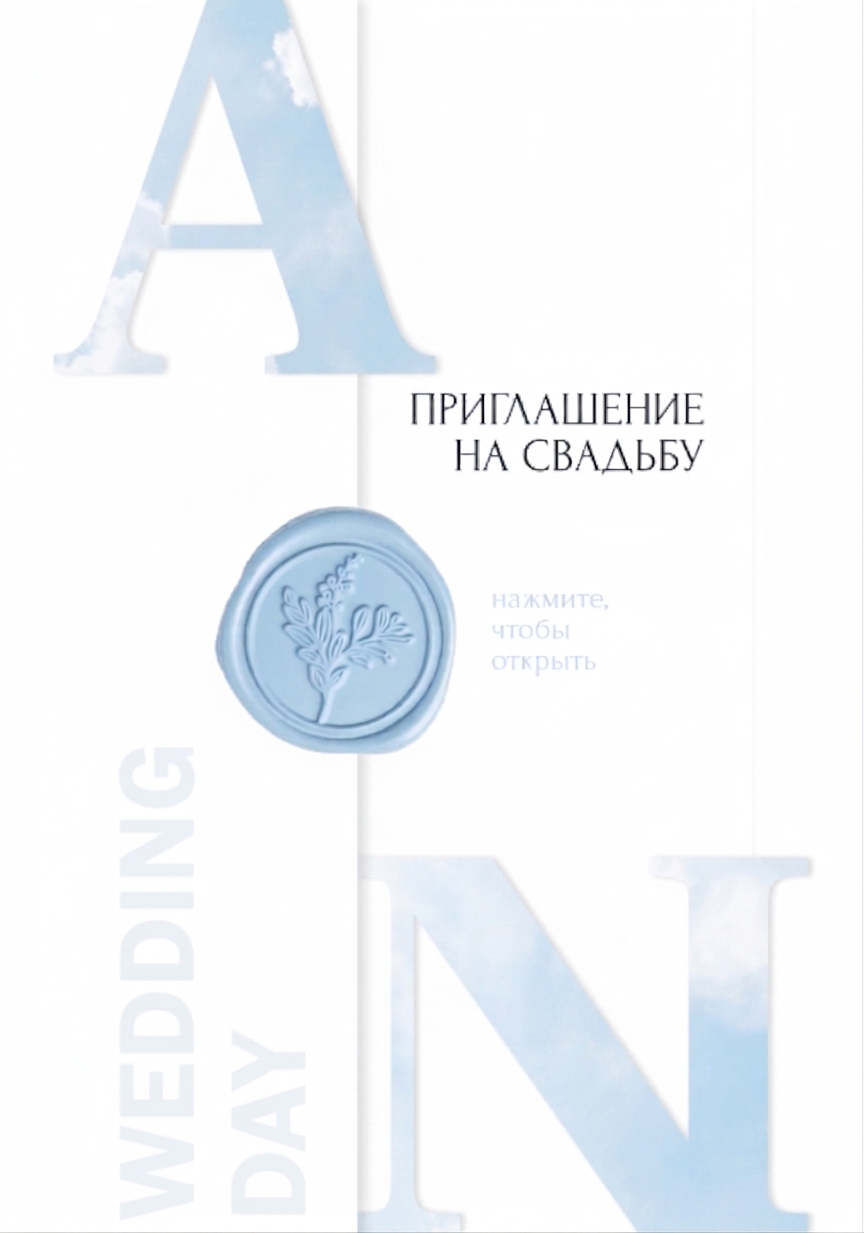 A
ПРИГЛАШЕНИЕ
НА СВАДЬБУ
нажмите,
чтобы
открыть
WEDDING
DAY
N